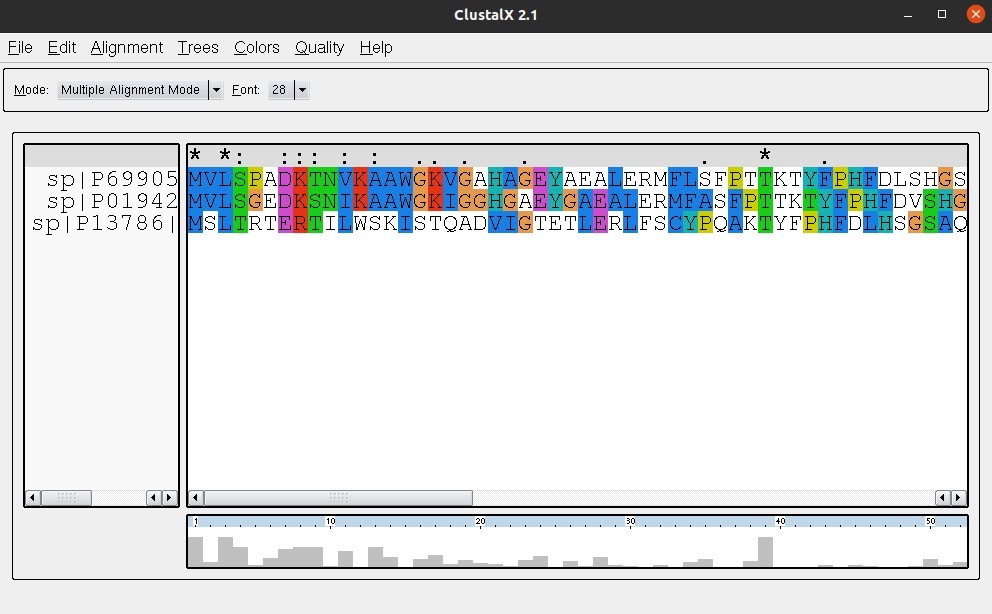 ClustalX 2.1
File Edit Alignment Trees Colors Quality Help
Mode: Multiple Alignment Mode Font: 28
* *:  ::: : :  .. .   .           .   *   .
sp|P69905 MVLSPADKTNVKAAWGKVGAHAGEYAEALERMFLSFPTTKTYFPHFDLSHGS
sp|P01942 MVLSGEDKSNIKAAWGKIGGHGAEYGAEALERMFASFPTTKTYFPHFDVSHG
sp|P13786| MSLTRTERTILWSKISTQADVIGTETLERLFSCYPQAKTYFPHFDLHSGSAQ
1 10 20 30 40 50